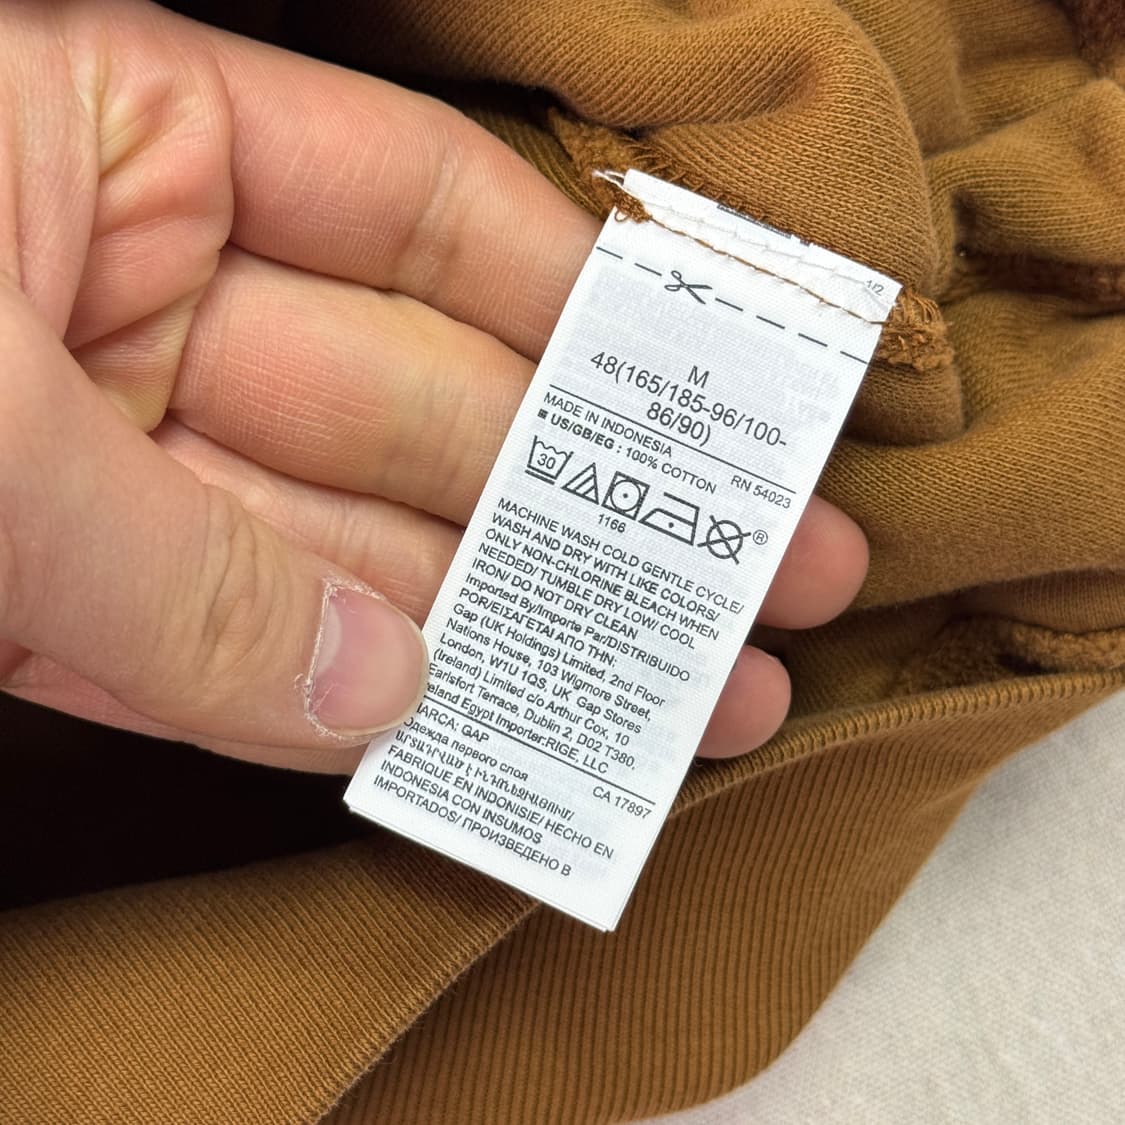 1/2
M
48(165/185-96/100-
86/90)
MADE IN INDONESIA
RN 54023
■ US/GB/EG : 100% COTTON
30
1166
®
MACHINE WASH COLD GENTLE CYCLE/
WASH AND DRY WITH LIKE COLORS/
ONLY NON-CHLORINE BLEACH WHEN
NEEDED/ TUMBLE DRY LOW/ COOL
IRON/ DO NOT DRY CLEAN
Imported By/Importe Par/DISTRIBUIDO
POR/ΕΙΣΑΓΕΤΑΙ ΑΠΟ ΤΗΝ:
Gap (UK Holdings) Limited, 2nd Floor
Nations House, 103 Wigmore Street,
London, W1U 1QS, UK Gap Stores
(Ireland) Limited c/o Arthur Cox, 10
Earlsfort Terrace, Dublin 2, D02 T380,
reland Egypt Importer:RIGE, LLC
CA 17897
ARCA: GAP
Одежда первого слоя
FABRIQUE EN INDONISIE/ HECHO EN
INDONESIA CON INSUMOS
IMPORTADOS/ ПРОИЗВЕДЕНО В